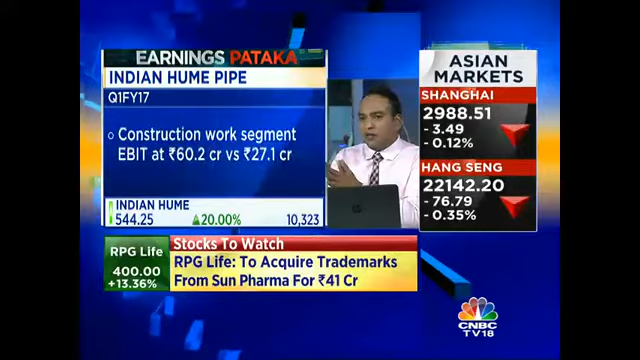 EARNINGS PATAKA
INDIAN HUME PIPE
Q1FY17
Construction work segment
EBIT at ₹60.2 cr vs ₹27.1 cr
INDIAN HUME
544.25 ▲20.00% 10,323
ASIAN
MARKETS
SHANGHAI
2988.51
- 3.49
- 0.12%
HANG SENG
22142.20
- 76.79
- 0.35%
RPG Life
400.00
+13.36%
Stocks To Watch
RPG Life: To Acquire Trademarks
From Sun Pharma For ₹41 Cr
CNBC
TV18